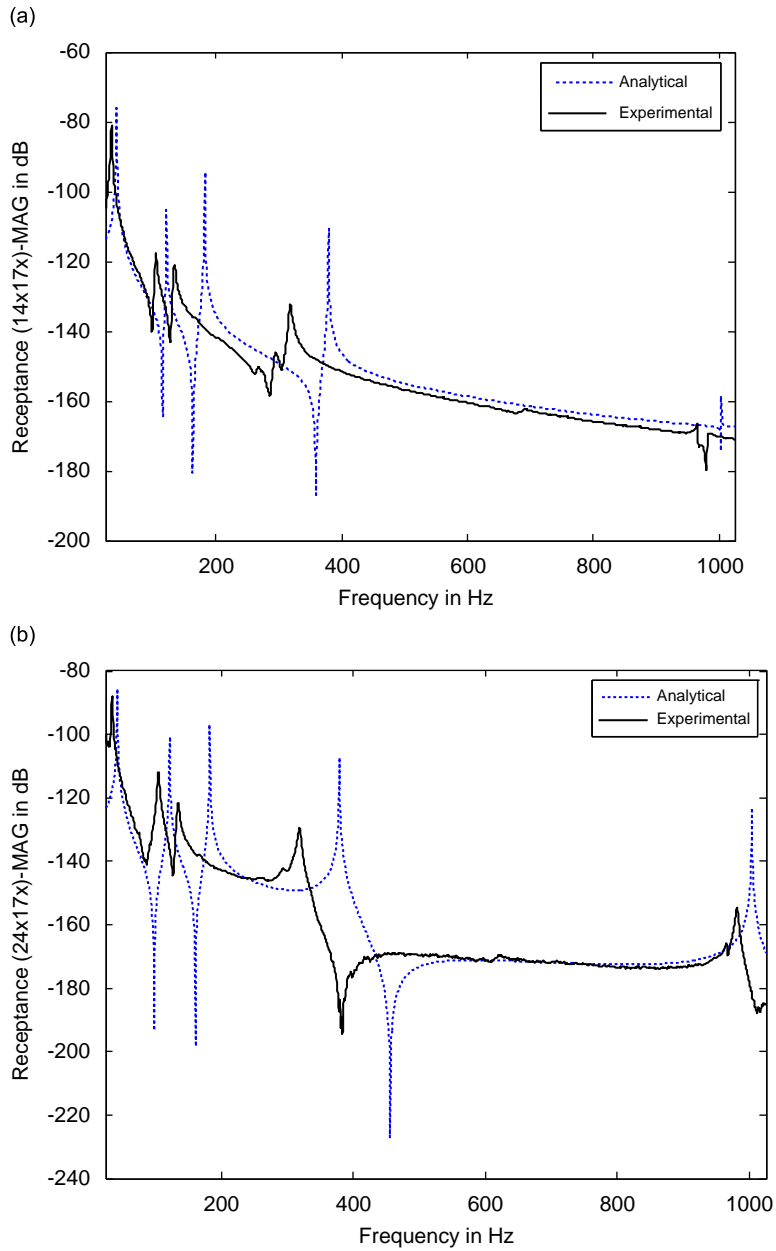 (a)
-60
-80
-100
-120
-140
-160
-180
-200
Receptance (14x17x)-MAG in dB
Analytical
Experimental
200
400
600
800
1000
Frequency in Hz
(b)
-80
-100
-120
-140
-160
-180
-200
-220
-240
Receptance (24x17x)-MAG in dB
Analytical
Experimental
200
400
600
800
1000
Frequency in Hz